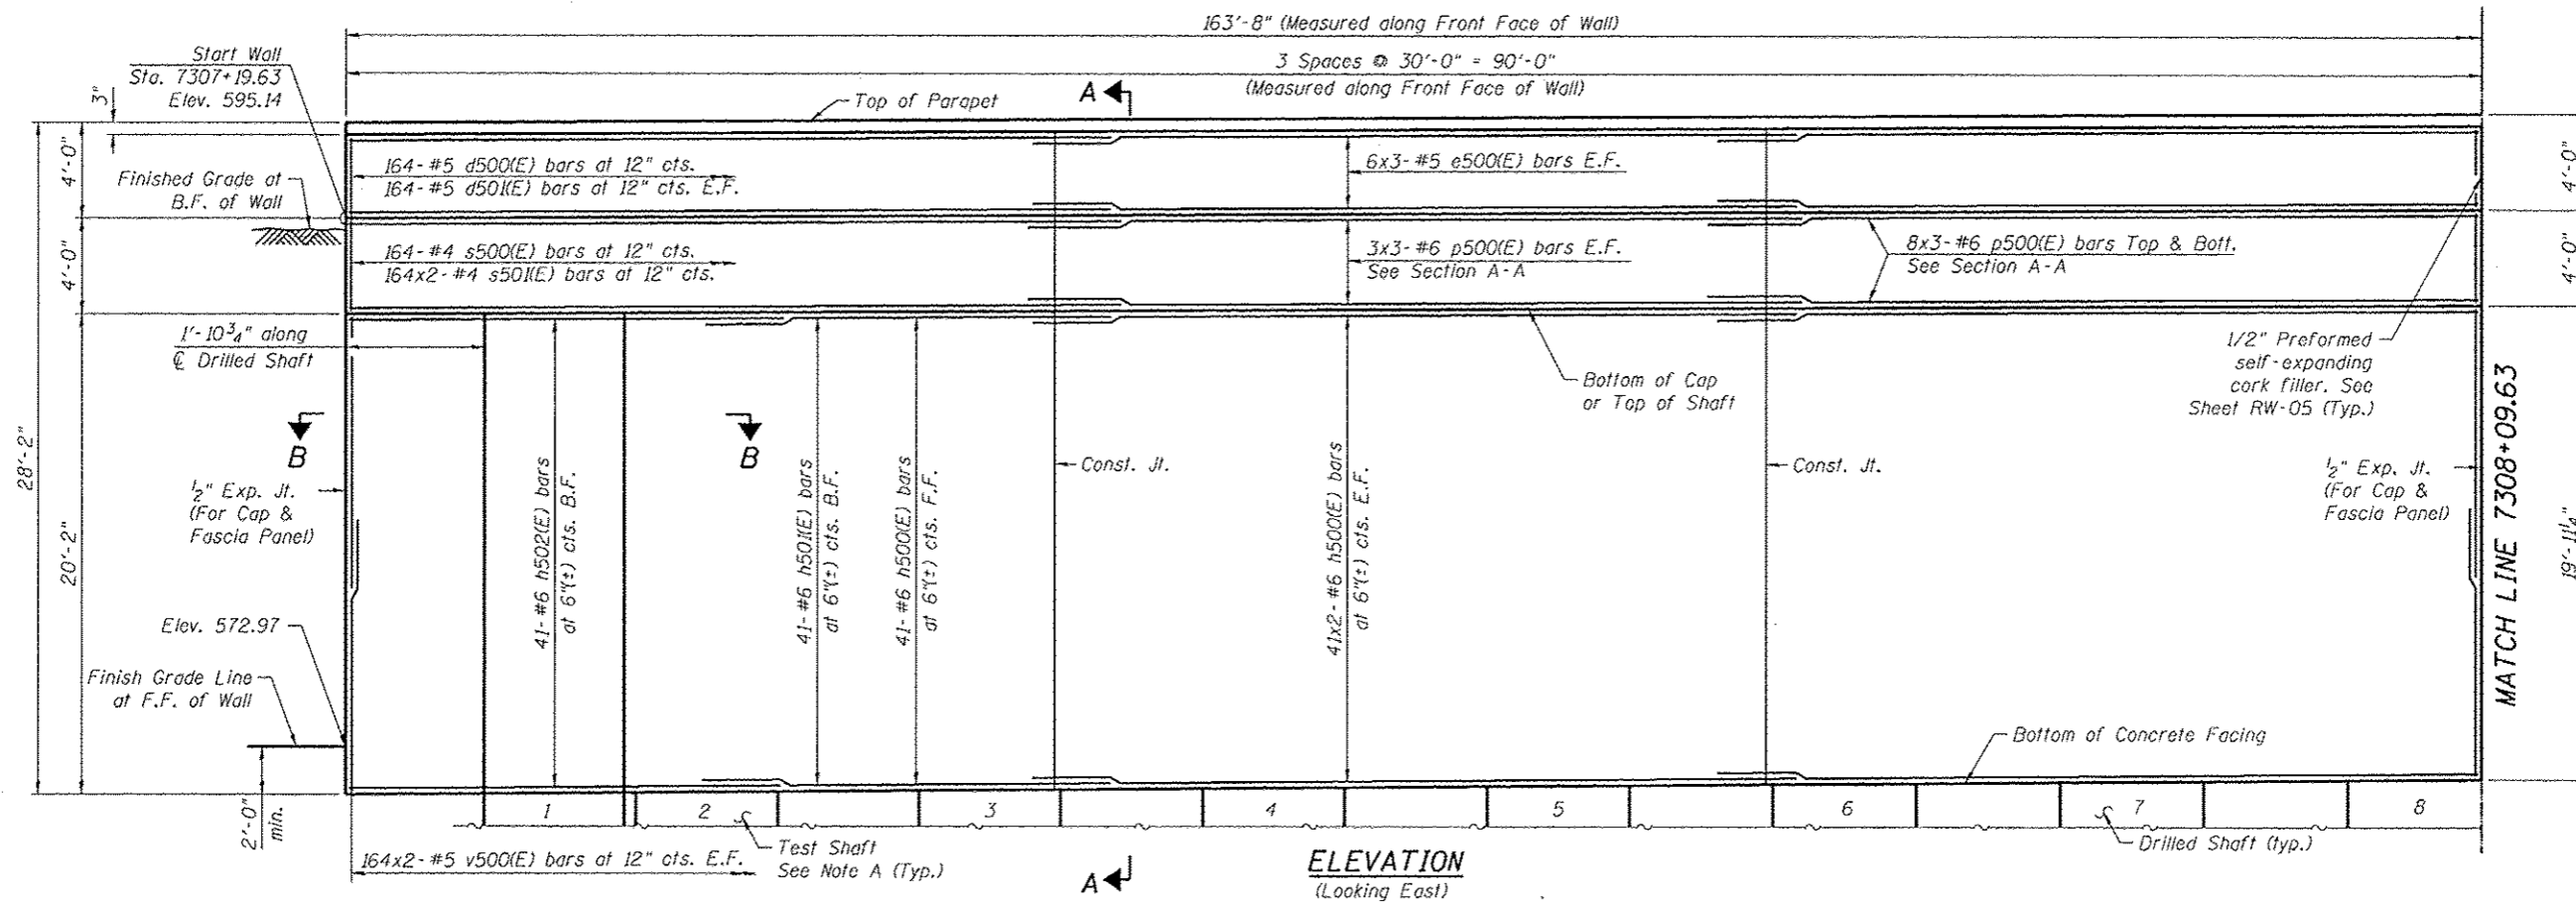 163'-8" (Measured along Front Face of Wall)
3 Spaces @ 30'-0" = 90'-0"
(Measured along Front Face of Wall)
Start Wall
Sta. 7307+19.63
Elev. 595.14
3"
Top of Parapet
A
4'-0"
Finished Grade at
B.F. of Wall
164-#5 d500(E) bars at 12" cts.
164-#5 d501(E) bars at 12" cts. E.F.
6x3-#5 e500(E) bars E.F.
4'-0"
4'-0"
164-#4 s500(E) bars at 12" cts.
164x2-#4 s501(E) bars at 12" cts.
3x3-#6 p500(E) bars E.F.
See Section A-A
8x3-#6 p500(E) bars Top & Bott.
See Section A-A
4'-0"
1'-10 3/4" along
℄ Drilled Shaft
1/2" Preformed
self-expanding
cork filler. See
Sheet RW-05 (Typ.)
Bottom of Cap
or Top of Shaft
28'-2"
20'-2"
B
B
1/2" Exp. Jt.
(For Cap &
Fascia Panel)
41-#6 h502(E) bars
at 6"(±) cts. B.F.
41-#6 h501(E) bars
at 6"(±) cts. B.F.
41-#6 h500(E) bars
at 6"(±) cts. F.F.
Const. Jt.
41x2-#6 h500(E) bars
at 6"(±) cts. E.F.
Const. Jt.
1/2" Exp. Jt.
(For Cap &
Fascia Panel)
MATCH LINE 7308+09.63
19'-11 1/4"
Elev. 572.97
Finish Grade Line
at F.F. of Wall
Bottom of Concrete Facing
2'-0"
min.
1
2
3
4
5
6
7
8
164x2-#5 v500(E) bars at 12" cts. E.F.
Test Shaft
See Note A (Typ.)
A
Drilled Shaft (typ.)
ELEVATION
(Looking East)